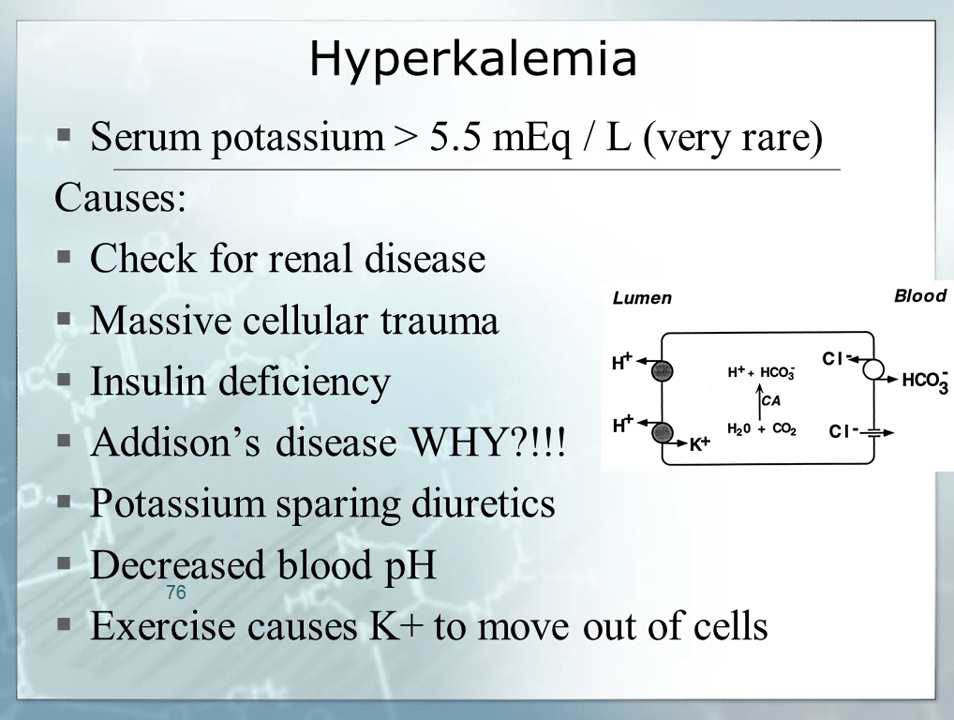 Hyperkalemia
▪ Serum potassium > 5.5 mEq / L (very rare)
Causes:
▪ Check for renal disease
▪ Massive cellular trauma
▪ Insulin deficiency
▪ Addison’s disease WHY?!!!
▪ Potassium sparing diuretics
▪ Decreased blood pH
76
▪ Exercise causes K+ to move out of cells
Lumen Blood
H+ H+ + HCO3- Cl- HCO3-
CA
H+ K+ H20 + CO2 Cl-